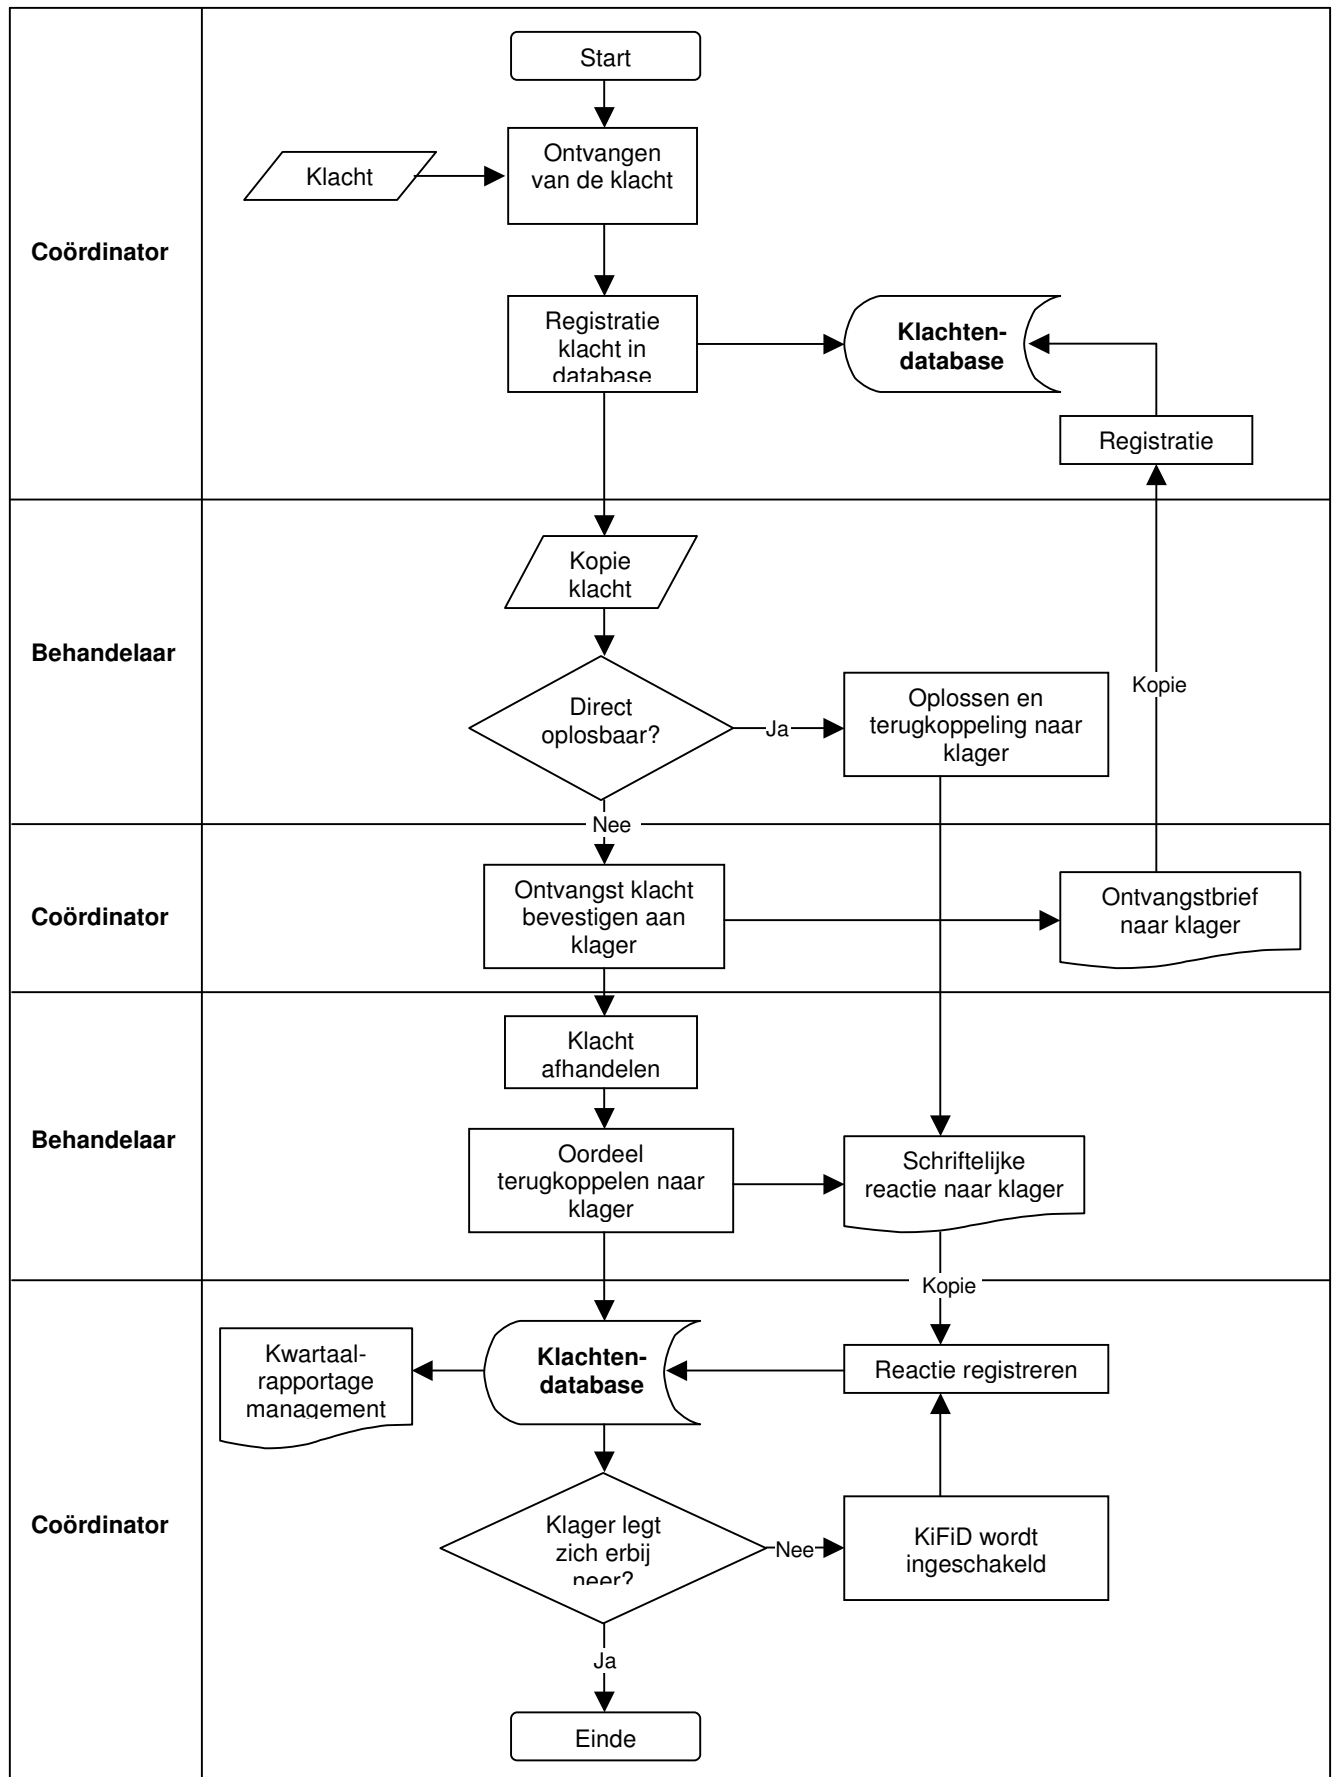 Start
Klacht
Ontvangen
van de klacht
Coördinator
Registratie
klacht in
database
Klachten-
database
Registratie
Kopie
klacht
Behandelaar
Direct
oplosbaar?
Ja
Oplossen en
terugkoppeling naar
klager
Kopie
Nee
Coördinator
Ontvangst klacht
bevestigen aan
klager
Ontvangstbrief
naar klager
Klacht
afhandelen
Behandelaar
Oordeel
terugkoppelen naar
klager
Schriftelijke
reactie naar klager
Kopie
Kwartaal-
rapportage
management
Klachten-
database
Reactie registreren
Coördinator
Klager legt
zich erbij
neer?
Nee
KiFiD wordt
ingeschakeld
Ja
Einde